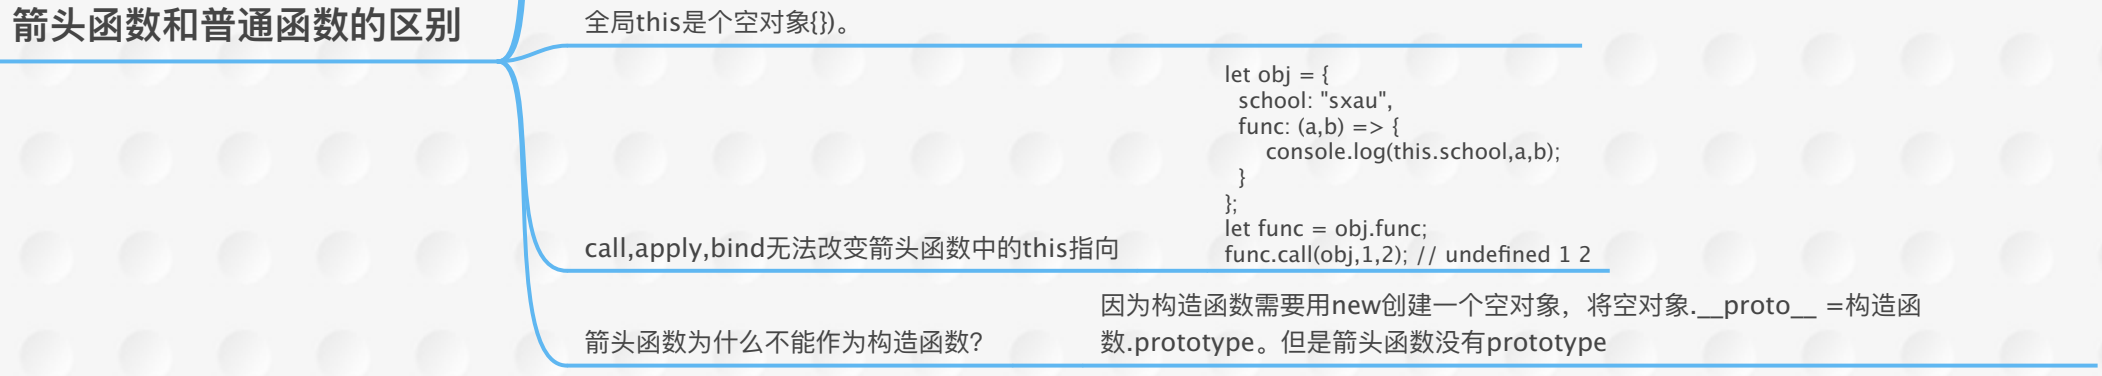 箭头函数和普通函数的区别
全局this是个空对象{})。
let obj = {
school: "sxau",
func: (a,b) => {
console.log(this.school,a,b);
}
};
let func = obj.func;
call,apply,bind无法改变箭头函数中的this指向
func.call(obj,1,2); // undefined 1 2
因为构造函数需要用new创建一个空对象，将空对象.__proto__ =构造函
箭头函数为什么不能作为构造函数?
数.prototype。但是箭头函数没有prototype